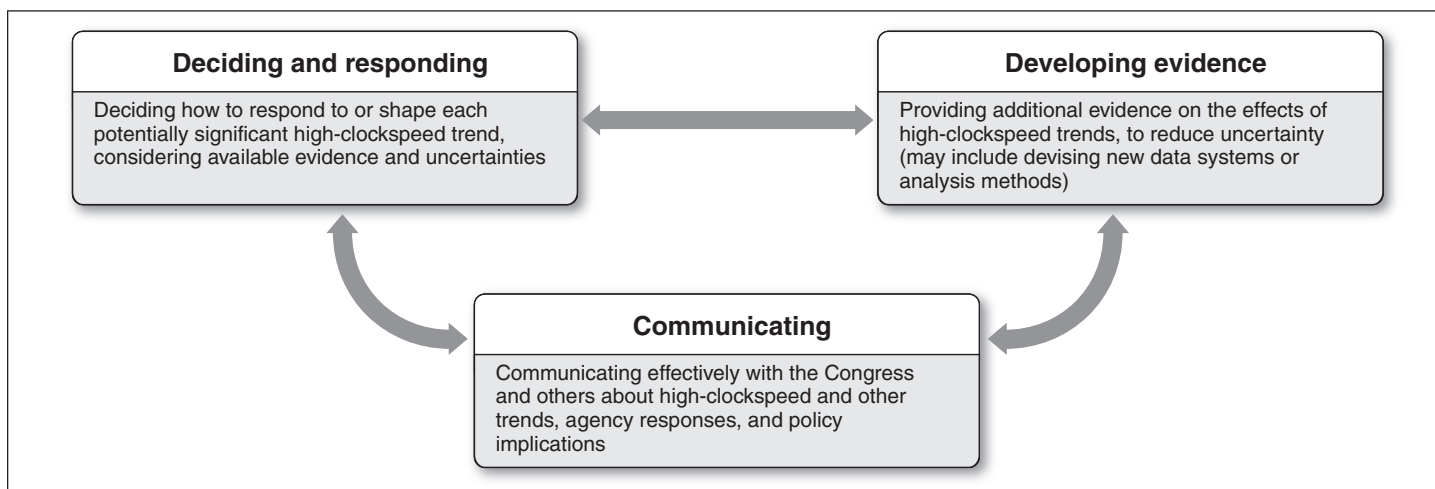 Deciding and responding
Deciding how to respond to or shape each
potentially significant high-clockspeed trend,
considering available evidence and uncertainties
Developing evidence
Providing additional evidence on the effects of
high-clockspeed trends, to reduce uncertainty
(may include devising new data systems or
analysis methods)
Communicating
Communicating effectively with the Congress
and others about high-clockspeed and other
trends, agency responses, and policy
implications